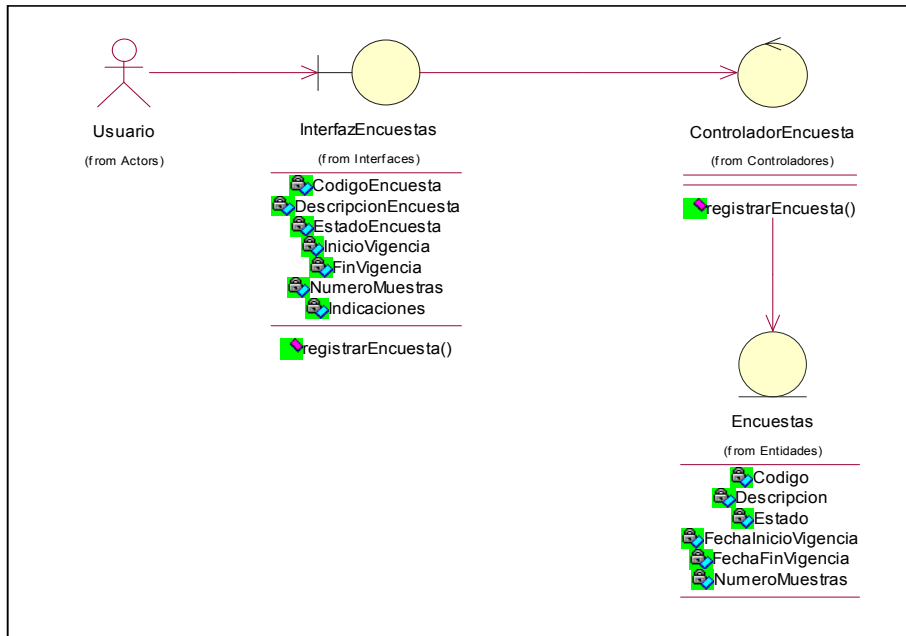 Usuario
(from Actors)
InterfazEncuestas
(from Interfaces)
CodigoEncuesta
DescripcionEncuesta
EstadoEncuesta
InicioVigencia
FinVigencia
NumeroMuestras
Indicaciones
registrarEncuesta()
ControladorEncuesta
(from Controladores)
registrarEncuesta()
Encuestas
(from Entidades)
Codigo
Descripcion
Estado
FechaInicioVigencia
FechaFinVigencia
NumeroMuestras